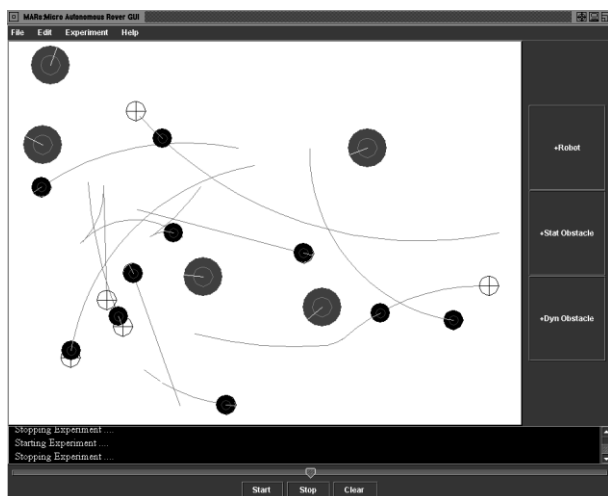 MARs:Micro Autonomous Rover GUI
File Edit Experiment Help
+Robot
+Stat Obstacle
+Dyn Obstacle
Stopping Experiment ....
Starting Experiment ....
Stopping Experiment ....
Start Stop Clear